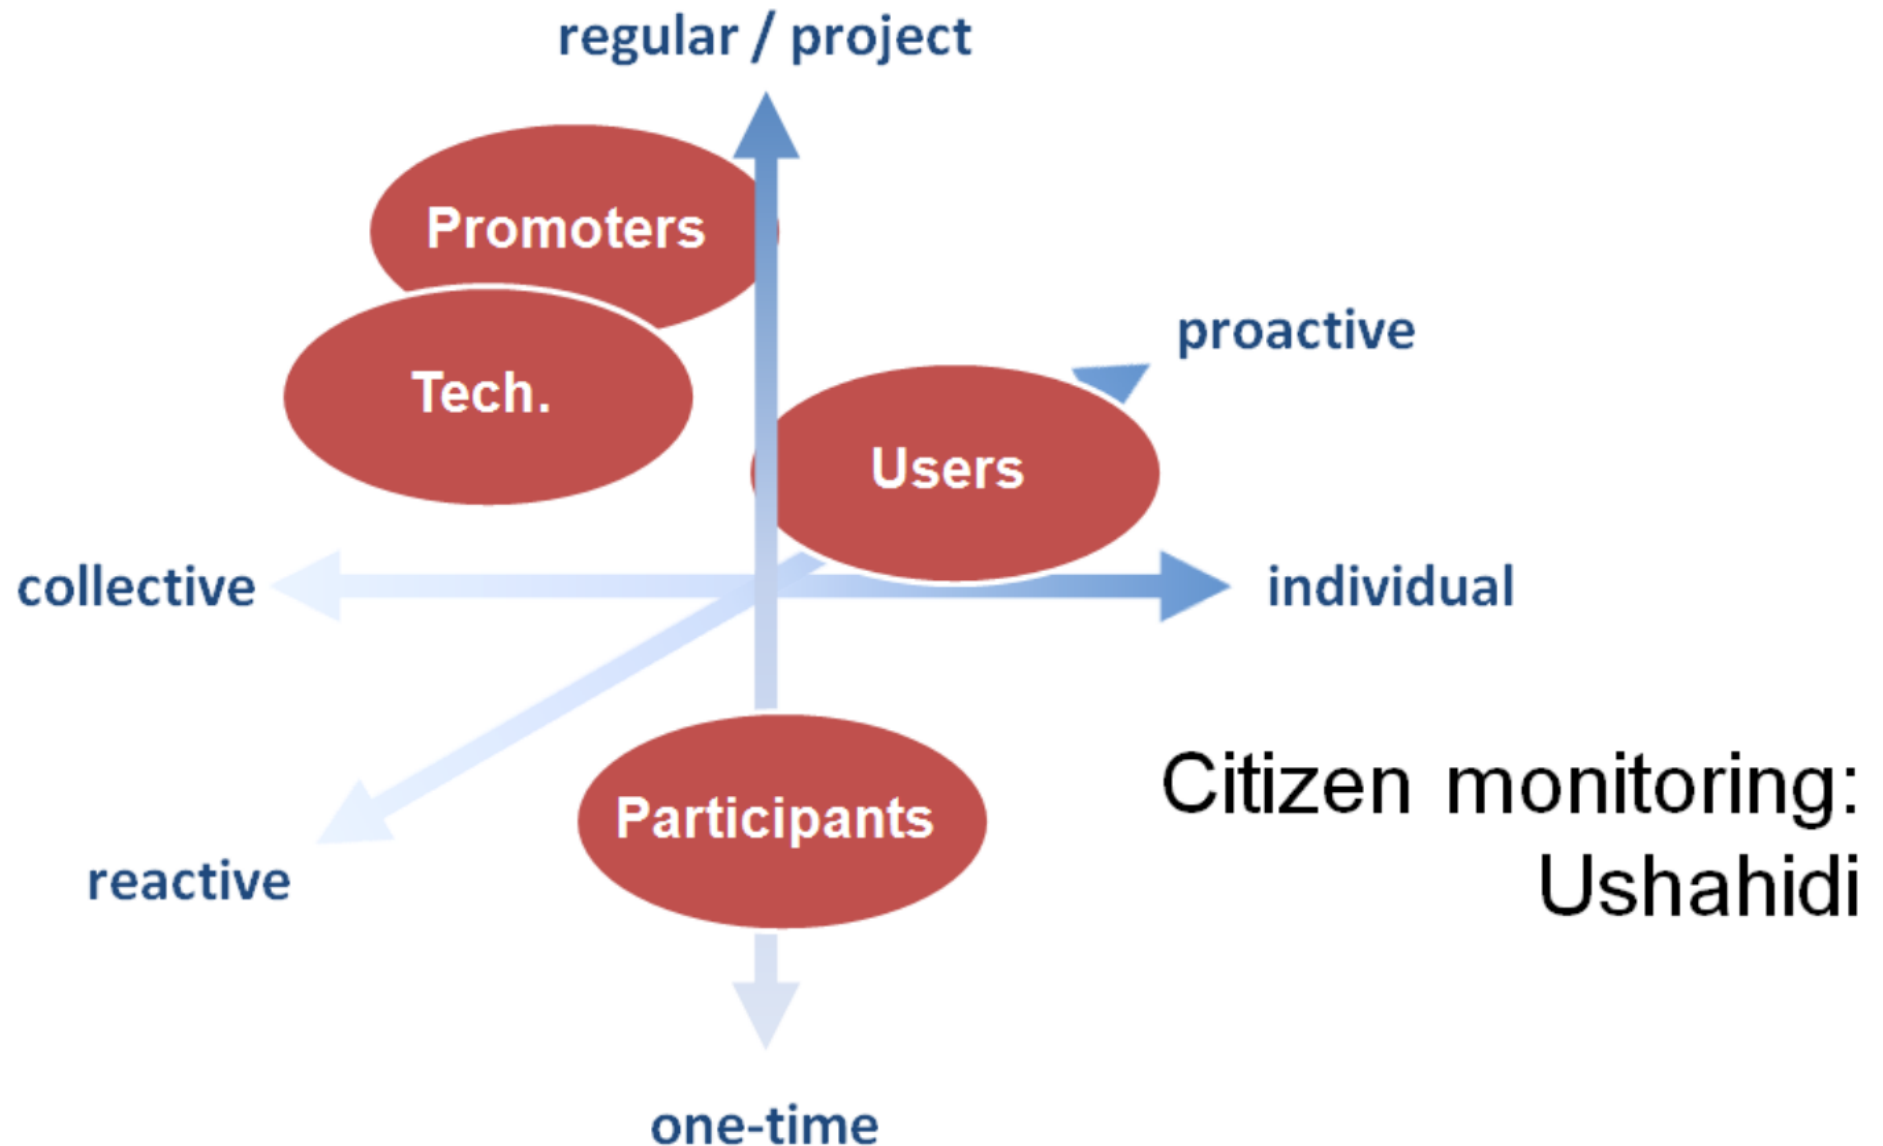 regular / project
Promoters
proactive
Tech.
Users
collective
individual
Citizen monitoring:
Ushahidi
Participants
reactive
one-time